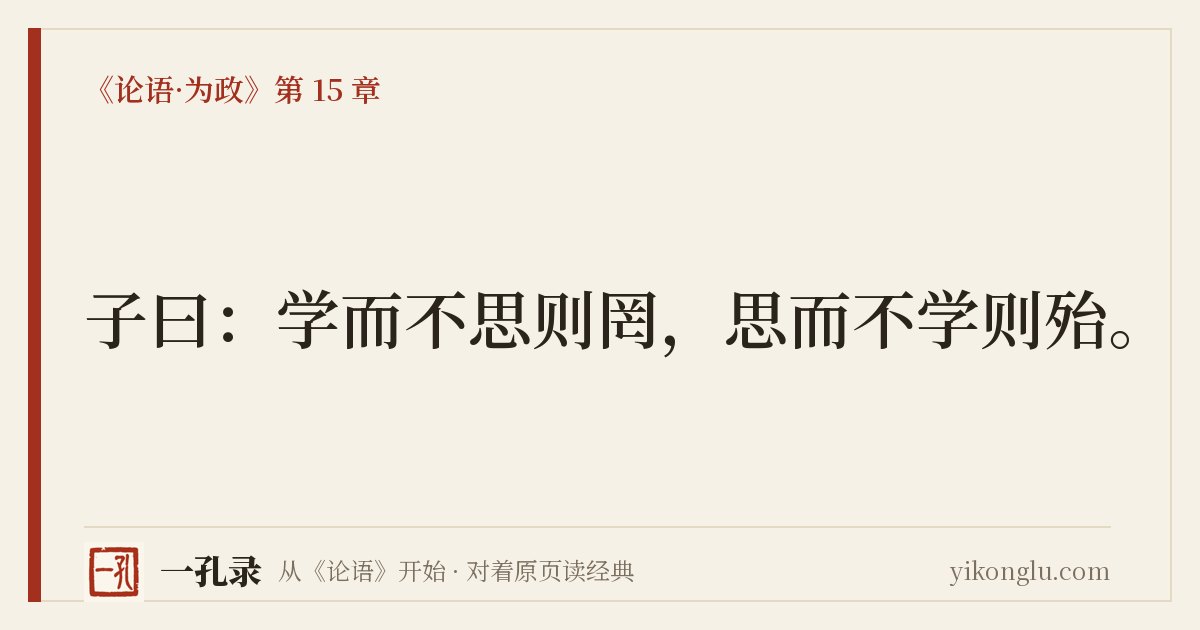 《论语·为政》第 15 章
子曰：学而不思则罔，思而不学则殆。
一孔
一孔录 从《论语》开始 · 对着原页读经典 yikonglu.com